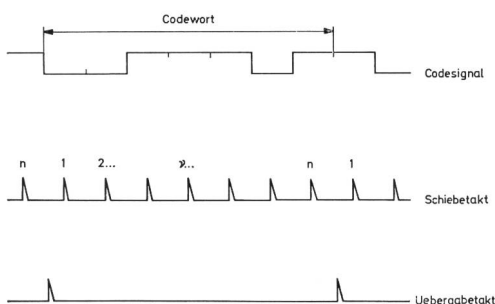 Codewort
Codesignal
n 1 2... ν... n 1
Schiebetakt
Uebergabetakt